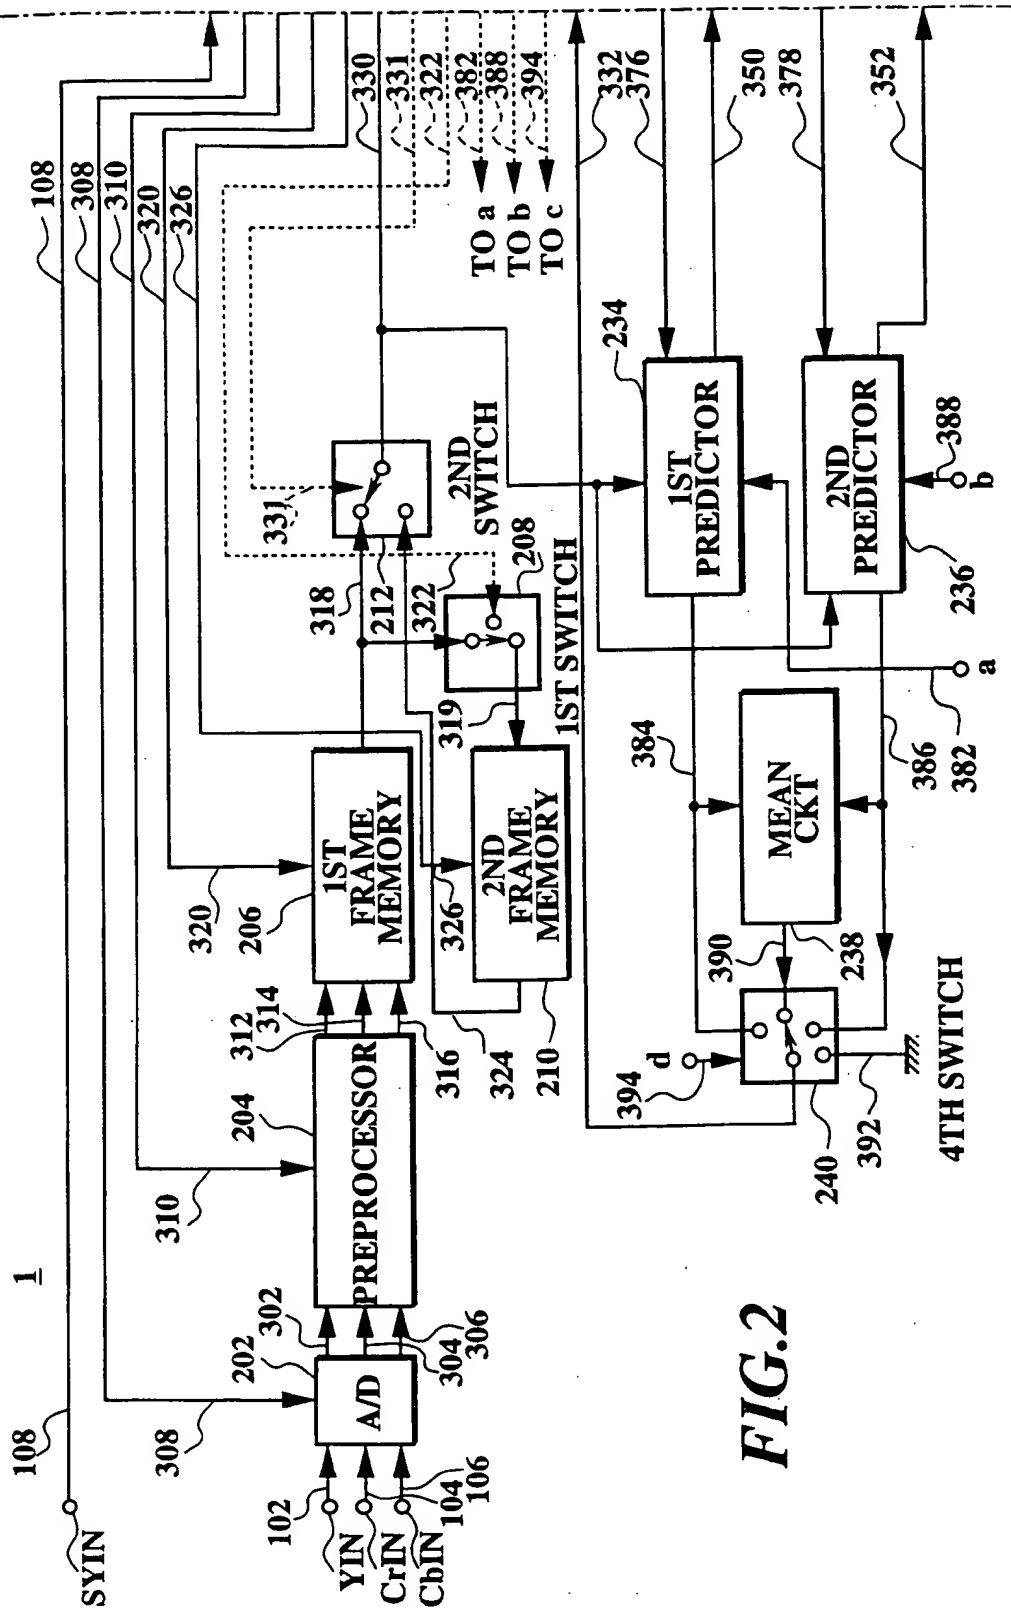 1
SYIN
108
108
308
308
310
310
320
320
326
102
YIN
104
CrIN
106
CbIN
202
A/D
302
304
306
204
PREPROCESSOR
312
314
316
206
1ST
FRAME
MEMORY
318
331
212
2ND
SWITCH
322
208
1ST SWITCH
319
326
2ND
FRAME
MEMORY
210
324
330
331
322
382
388
394
TO a
TO b
TO c
332
376
350
378
352
234
1ST
PREDICTOR
2ND
PREDICTOR
236
388
b
a
382
386
384
MEAN
CKT
238
390
d
394
240
392
4TH SWITCH
FIG.2